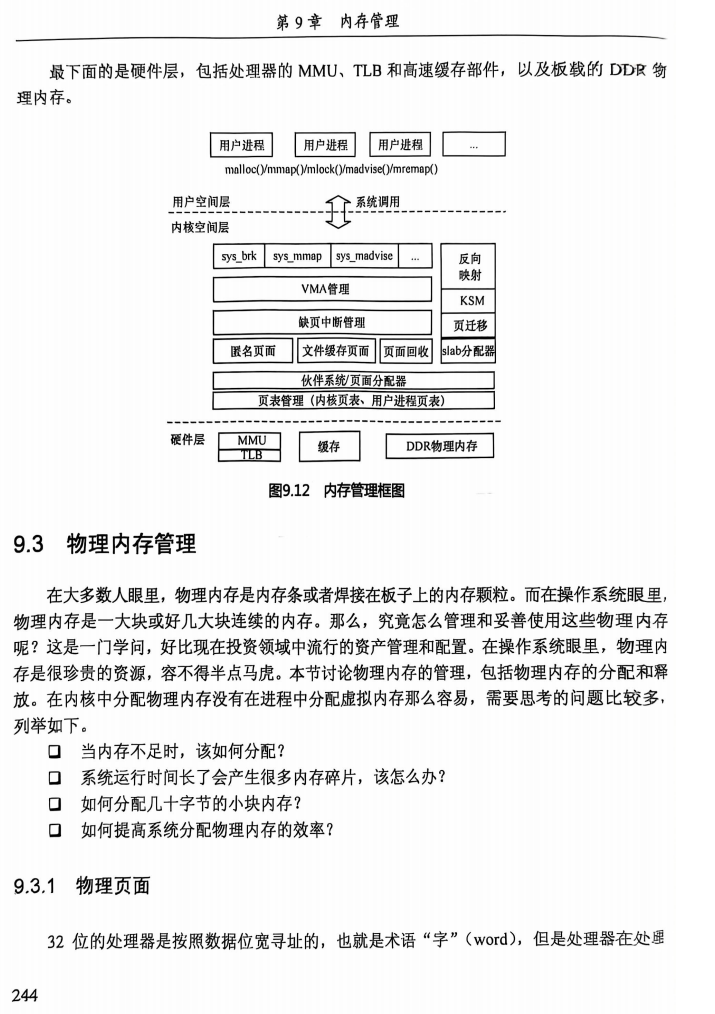 第 9 章 内存管理
最下面的是硬件层，包括处理器的 MMU、TLB 和高速缓存部件，以及板载的 DDR 物
理内存。
用户进程 用户进程 用户进程 ...
malloc()/mmap()/mlock()/madvise()/mremap()
用户空间层 系统调用
内核空间层
sys_brk sys_mmap sys_madvise ... 反向
映射
VMA管理
KSM
缺页中断管理 页迁移
匿名页面 文件缓存页面 页面回收 slab分配器
伙伴系统/页面分配器
页表管理（内核页表、用户进程页表）
硬件层 MMU 缓存 DDR物理内存
TLB
图9.12 内存管理框图
9.3 物理内存管理
在大多数人眼里，物理内存是内存条或者焊接在板子上的内存颗粒。而在操作系统眼里，
物理内存是一大块或好几大块连续的内存。那么，究竟怎么管理和妥善使用这些物理内存
呢？这是一门学问，好比现在投资领域中流行的资产管理和配置。在操作系统眼里，物理内
存是很珍贵的资源，容不得半点马虎。本节讨论物理内存的管理，包括物理内存的分配和释
放。在内核中分配物理内存没有在进程中分配虚拟内存那么容易，需要思考的问题比较多，
列举如下。
❑ 当内存不足时，该如何分配？
❑ 系统运行时间长了会产生很多内存碎片，该怎么办？
❑ 如何分配几十字节的小块内存？
❑ 如何提高系统分配物理内存的效率？
9.3.1 物理页面
32 位的处理器是按照数据位宽寻址的，也就是术语“字”（word），但是处理器在处理
244